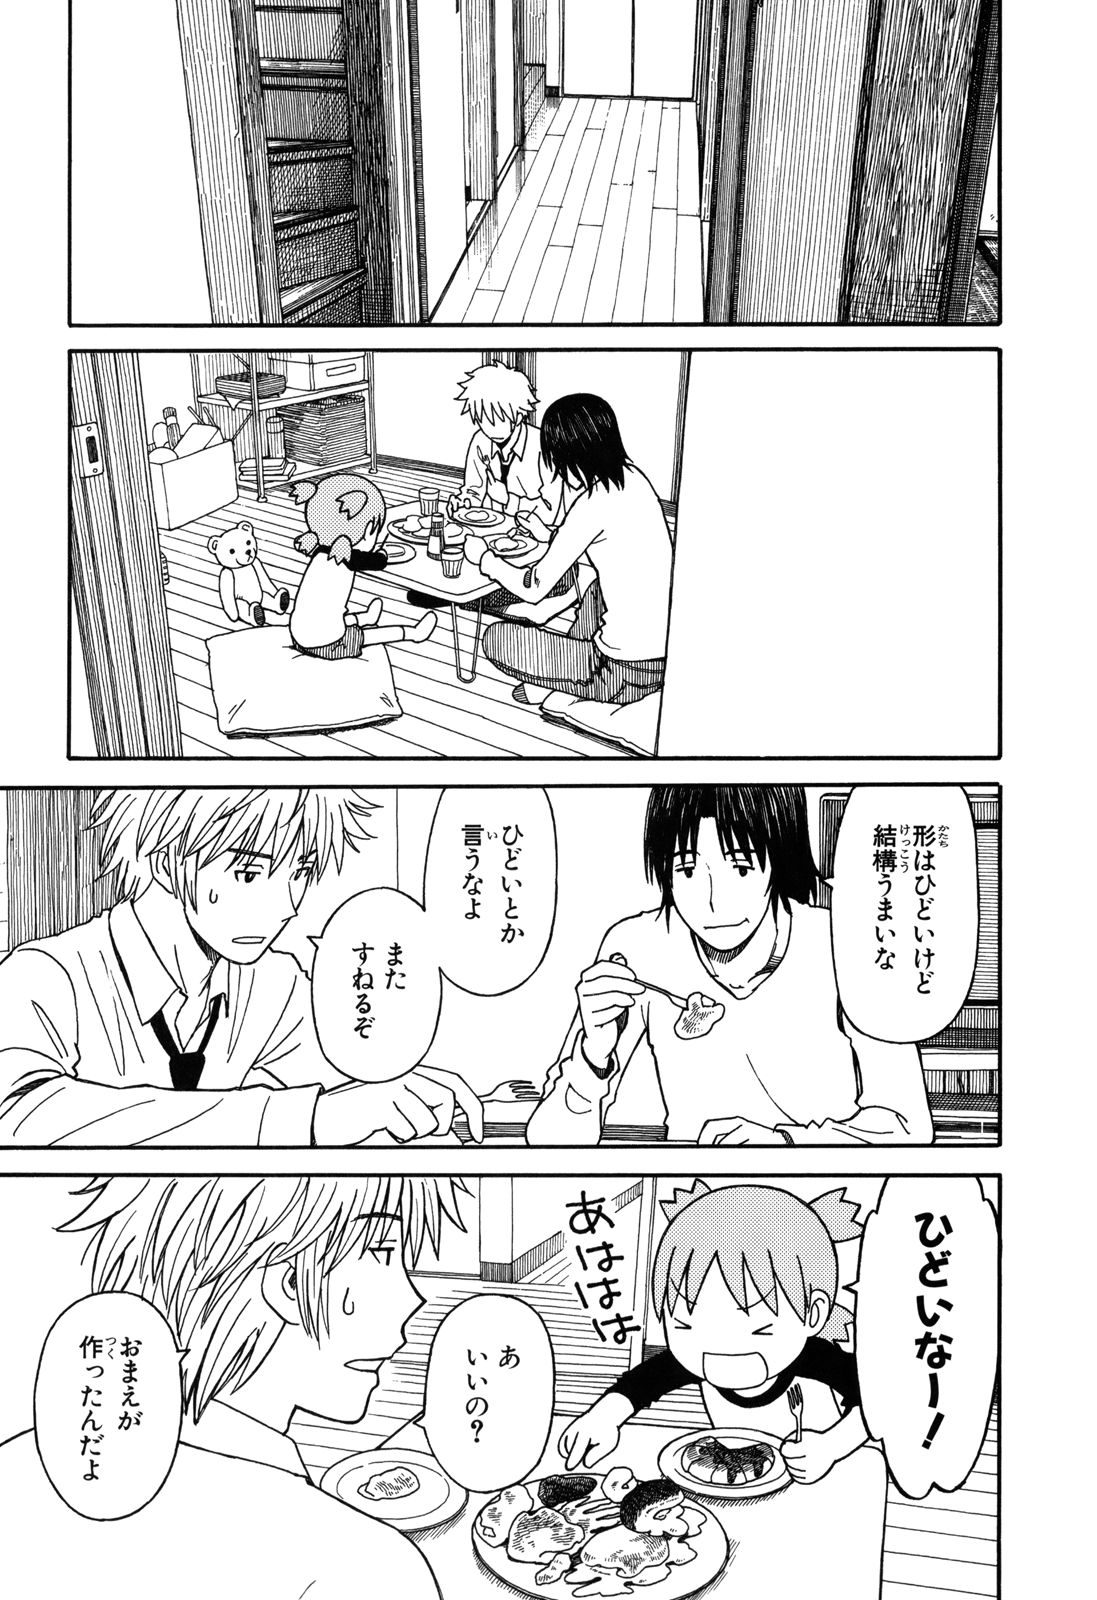 形はひどいけど
結構うまいな
ひどいとか
言うなよ
また
すねるぞ
ひどいなー!
あははは
あ
いいの?
おまえが
作ったんだよ